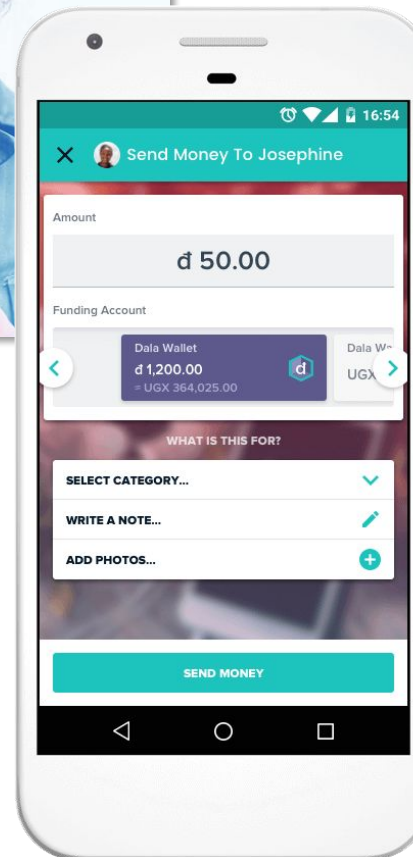 16:54
Send Money To Josephine
Amount
đ 50.00
Funding Account
Dala Wallet
đ 1,200.00
= UGX 364,025.00
d
Dala
UGX
WHAT IS THIS FOR?
SELECT CATEGORY...
WRITE A NOTE...
ADD PHOTOS...
SEND MONEY